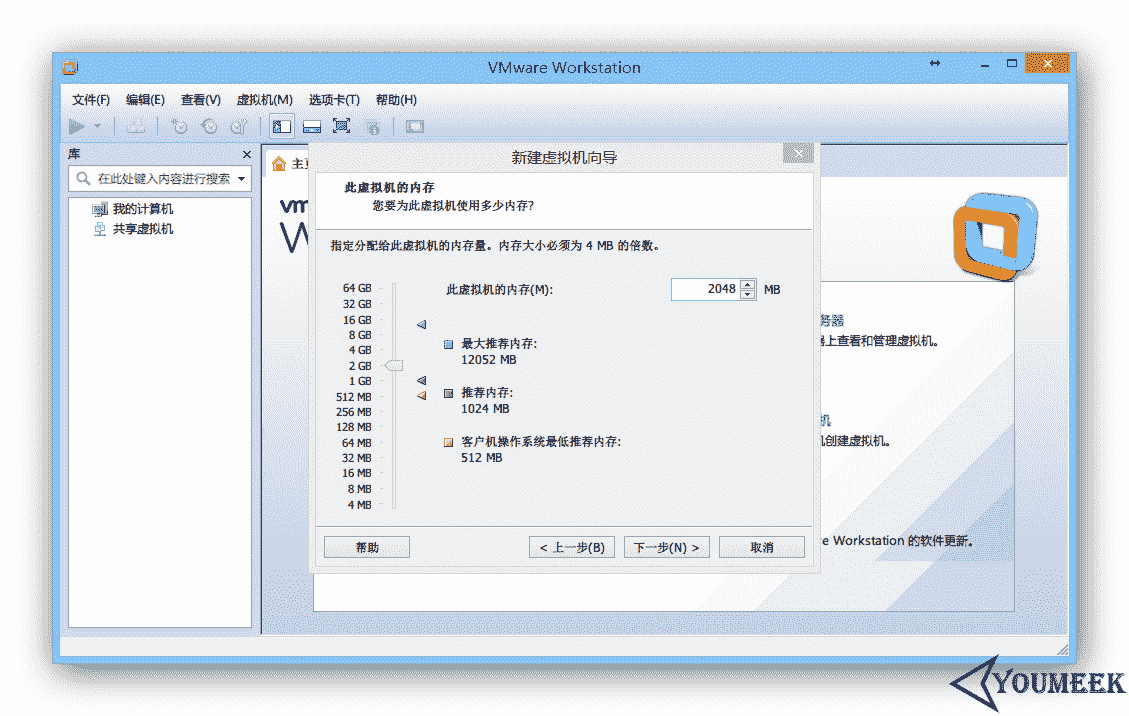 VMware Workstation
文件(F) 编辑(E) 查看(V) 虚拟机(M) 选项卡(T) 帮助(H)
库
在此处键入内容进行搜索
我的计算机
共享虚拟机
主
vm
W
新建虚拟机向导
此虚拟机的内存
您要为此虚拟机使用多少内存?
指定分配给此虚拟机的内存量。内存大小必须为 4 MB 的倍数。
64 GB
32 GB
16 GB
8 GB
4 GB
2 GB
1 GB
512 MB
256 MB
128 MB
64 MB
32 MB
16 MB
8 MB
4 MB
此虚拟机的内存(M): 2048 MB
最大推荐内存:
12052 MB
推荐内存:
1024 MB
客户机操作系统最低推荐内存:
512 MB
帮助 < 上一步(B) 下一步(N) > 取消
务器
器上查看和管理虚拟机。
机
机创建虚拟机。
e Workstation 的软件更新。
YOUMEEK